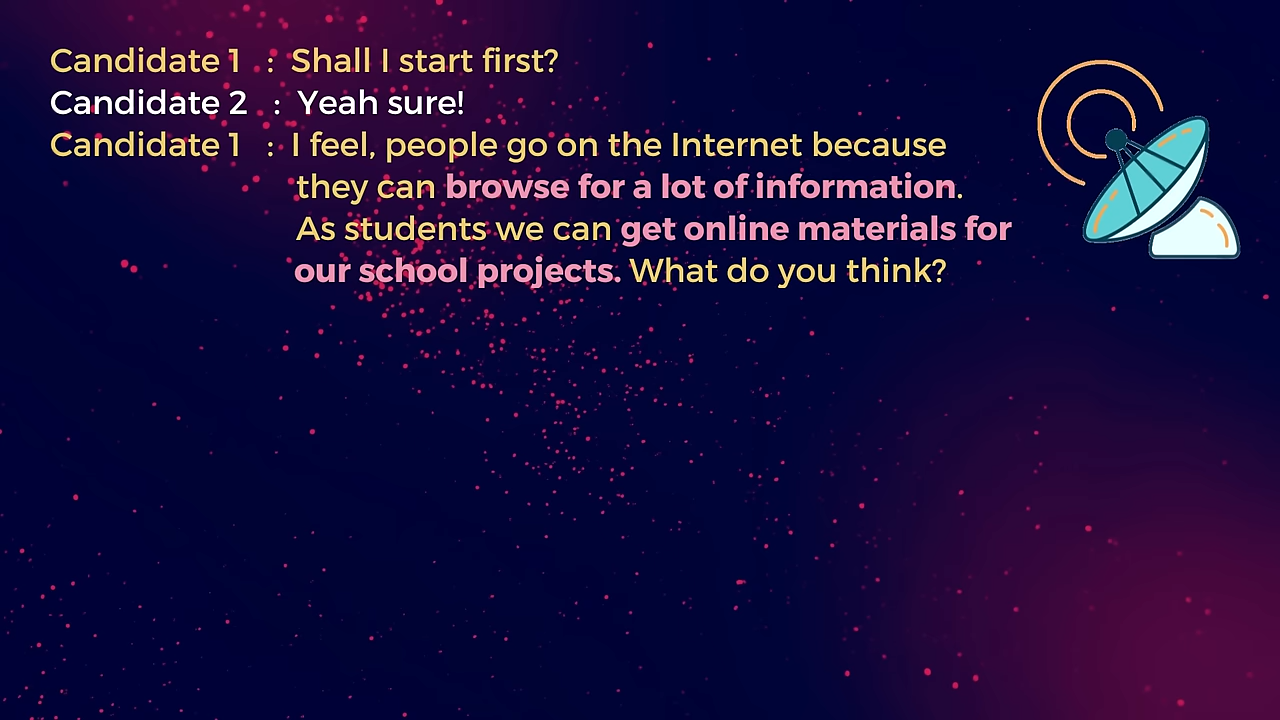 Candidate 1 : Shall I start first?
Candidate 2 : Yeah sure!
Candidate 1 : I feel, people go on the Internet because
they can browse for a lot of information.
As students we can get online materials for
our school projects. What do you think?